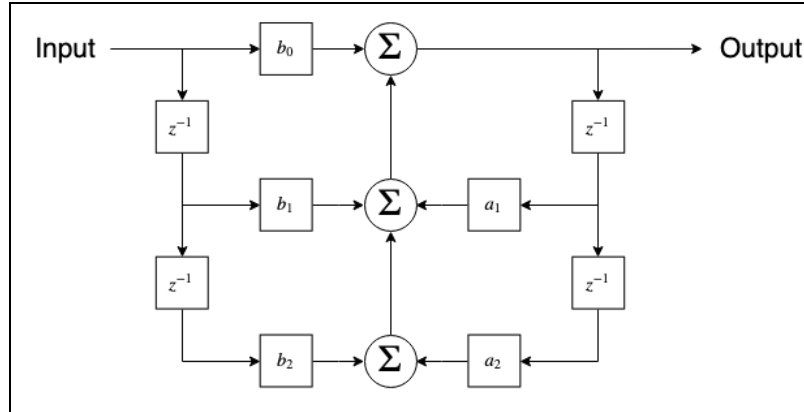 Input b₀ Σ Output
z⁻¹ z⁻¹
b₁ Σ a₁
z⁻¹ z⁻¹
b₂ Σ a₂